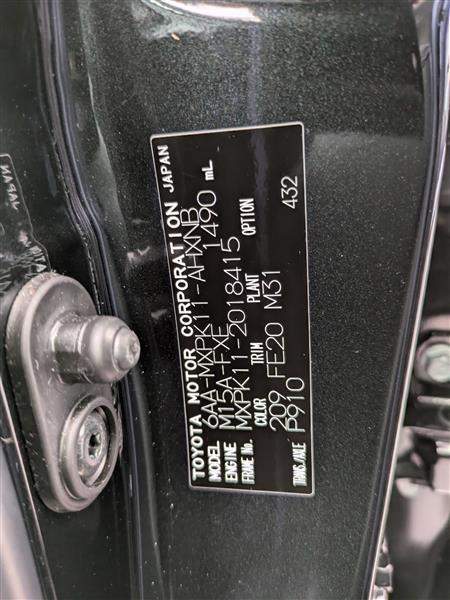 TOYOTA MOTOR CORPORATION JAPAN
MODEL 6AA-MXPK11-AHXNB
ENGINE M15A-FXE 1490 mL
FRAME No. MXPK11-2018415
COLOR TRIM PLANT OPTION
209 FE20 M31 432
TRANS./AXLE P910